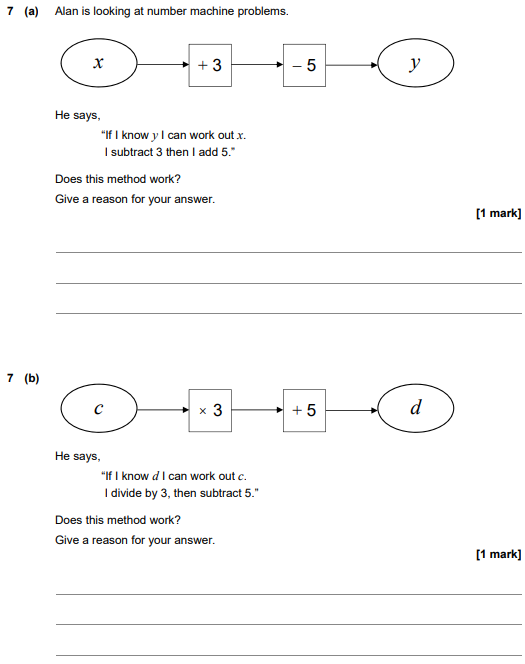 7 (a) Alan is looking at number machine problems.
x + 3 – 5 y
He says,
“If I know y I can work out x.
I subtract 3 then I add 5.”
Does this method work?
Give a reason for your answer.
[1 mark]
7 (b)
c × 3 + 5 d
He says,
“If I know d I can work out c.
I divide by 3, then subtract 5.”
Does this method work?
Give a reason for your answer.
[1 mark]